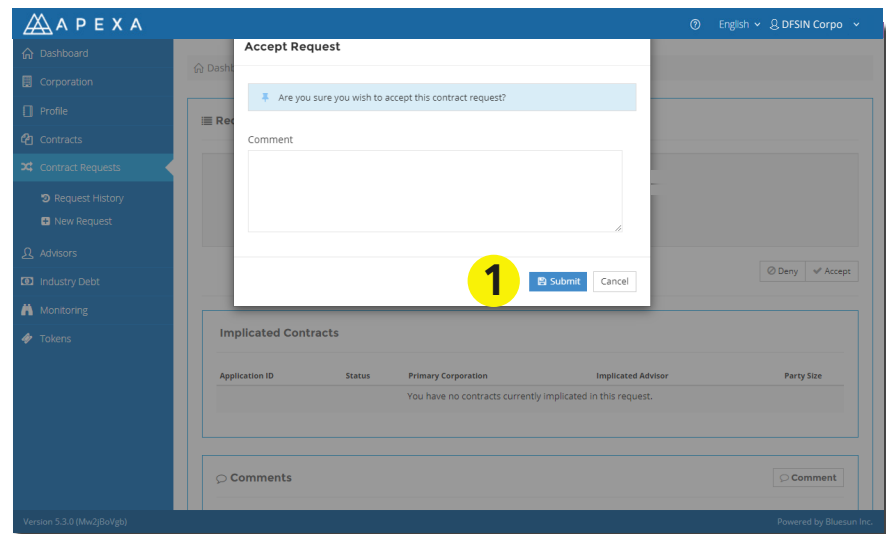 APEXA
English
DFSIN Corpo
Dashboard
Corporation
Profile
Contracts
Contract Requests
Request History
New Request
Advisors
Industry Debt
Monitoring
Tokens
Accept Request
Are you sure you wish to accept this contract request?
Comment
1
Submit
Cancel
Deny
Accept
Implicated Contracts
Application ID Status Primary Corporation Implicated Advisor Party Size
You have no contracts currently implicated in this request.
Comments
Comment
Version 5.3.0 (Mw2jBoVgb)
Powered by Bluesun Inc.